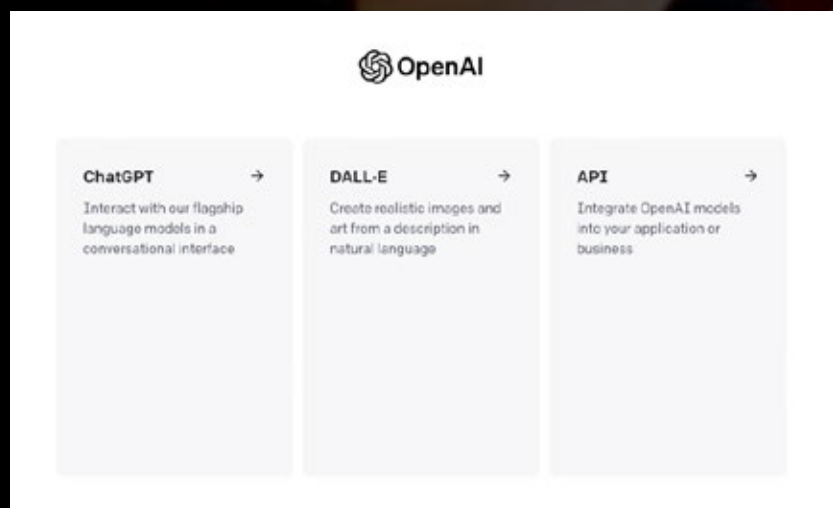 OpenAI
ChatGPT →
Interact with our flagship
language models in a
conversational interface
DALL·E →
Create realistic images and
art from a description in
natural language
API →
Integrate OpenAI models
into your application or
business